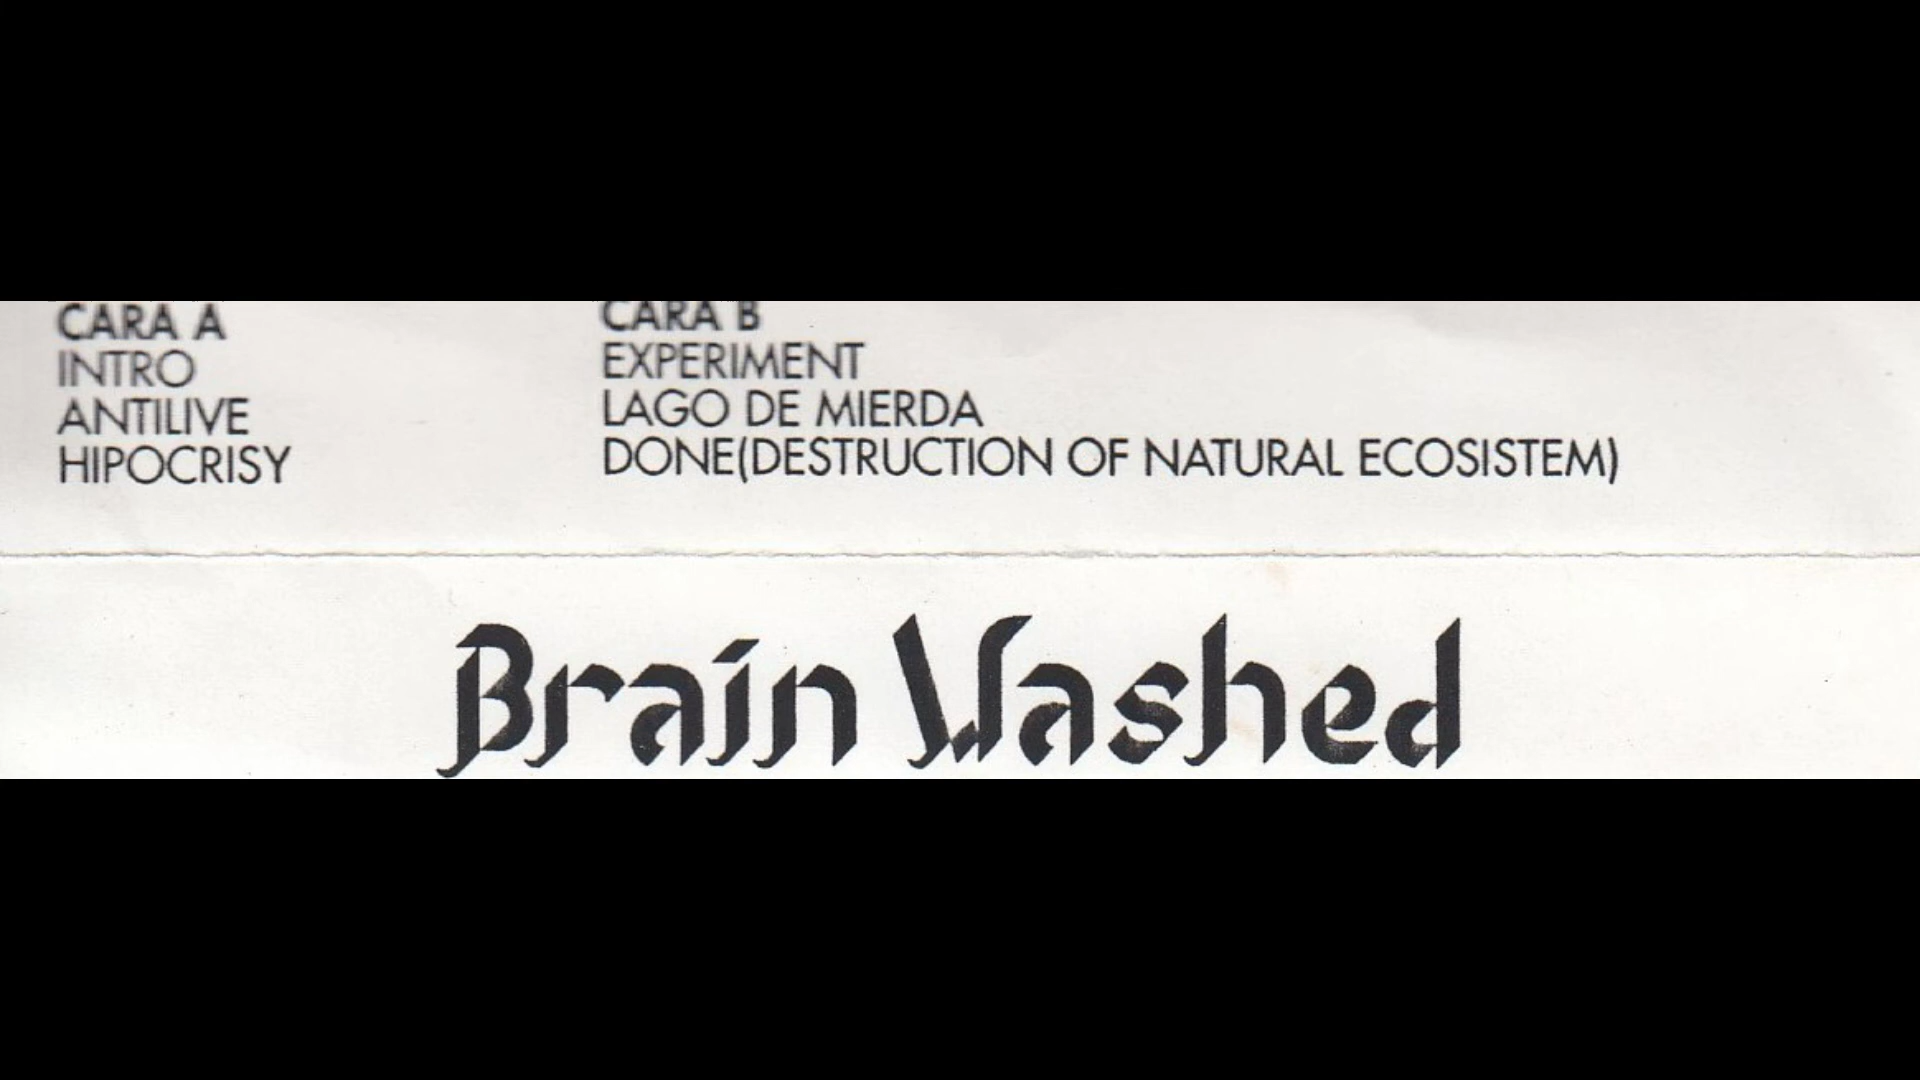 CARA A
INTRO
ANTILIVE
HIPOCRISY
CARA B
EXPERIMENT
LAGO DE MIERDA
DONE(DESTRUCTION OF NATURAL ECOSISTEM)
Brain Washed